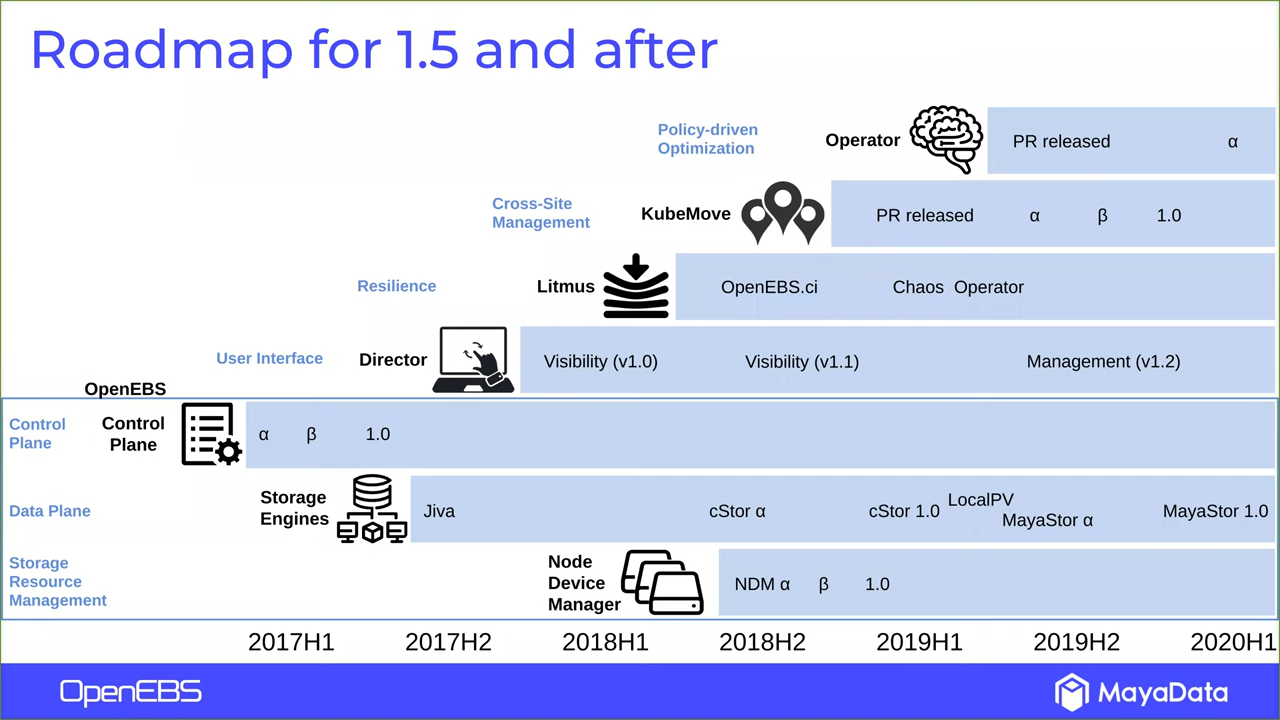 Roadmap for 1.5 and after
Policy-driven
Optimization
Operator
PR released
α
Cross-Site
Management
KubeMove
PR released
α
β
1.0
Resilience
Litmus
OpenEBS.ci
Chaos Operator
User Interface
Director
Visibility (v1.0)
Visibility (v1.1)
Management (v1.2)
OpenEBS
Control
Plane
Control
Plane
α
β
1.0
Data Plane
Storage
Engines
Jiva
cStor α
cStor 1.0
LocalPV
MayaStor α
MayaStor 1.0
Storage
Resource
Management
Node
Device
Manager
NDM α
β
1.0
2017H1
2017H2
2018H1
2018H2
2019H1
2019H2
2020H1
OpenEBS
MayaData